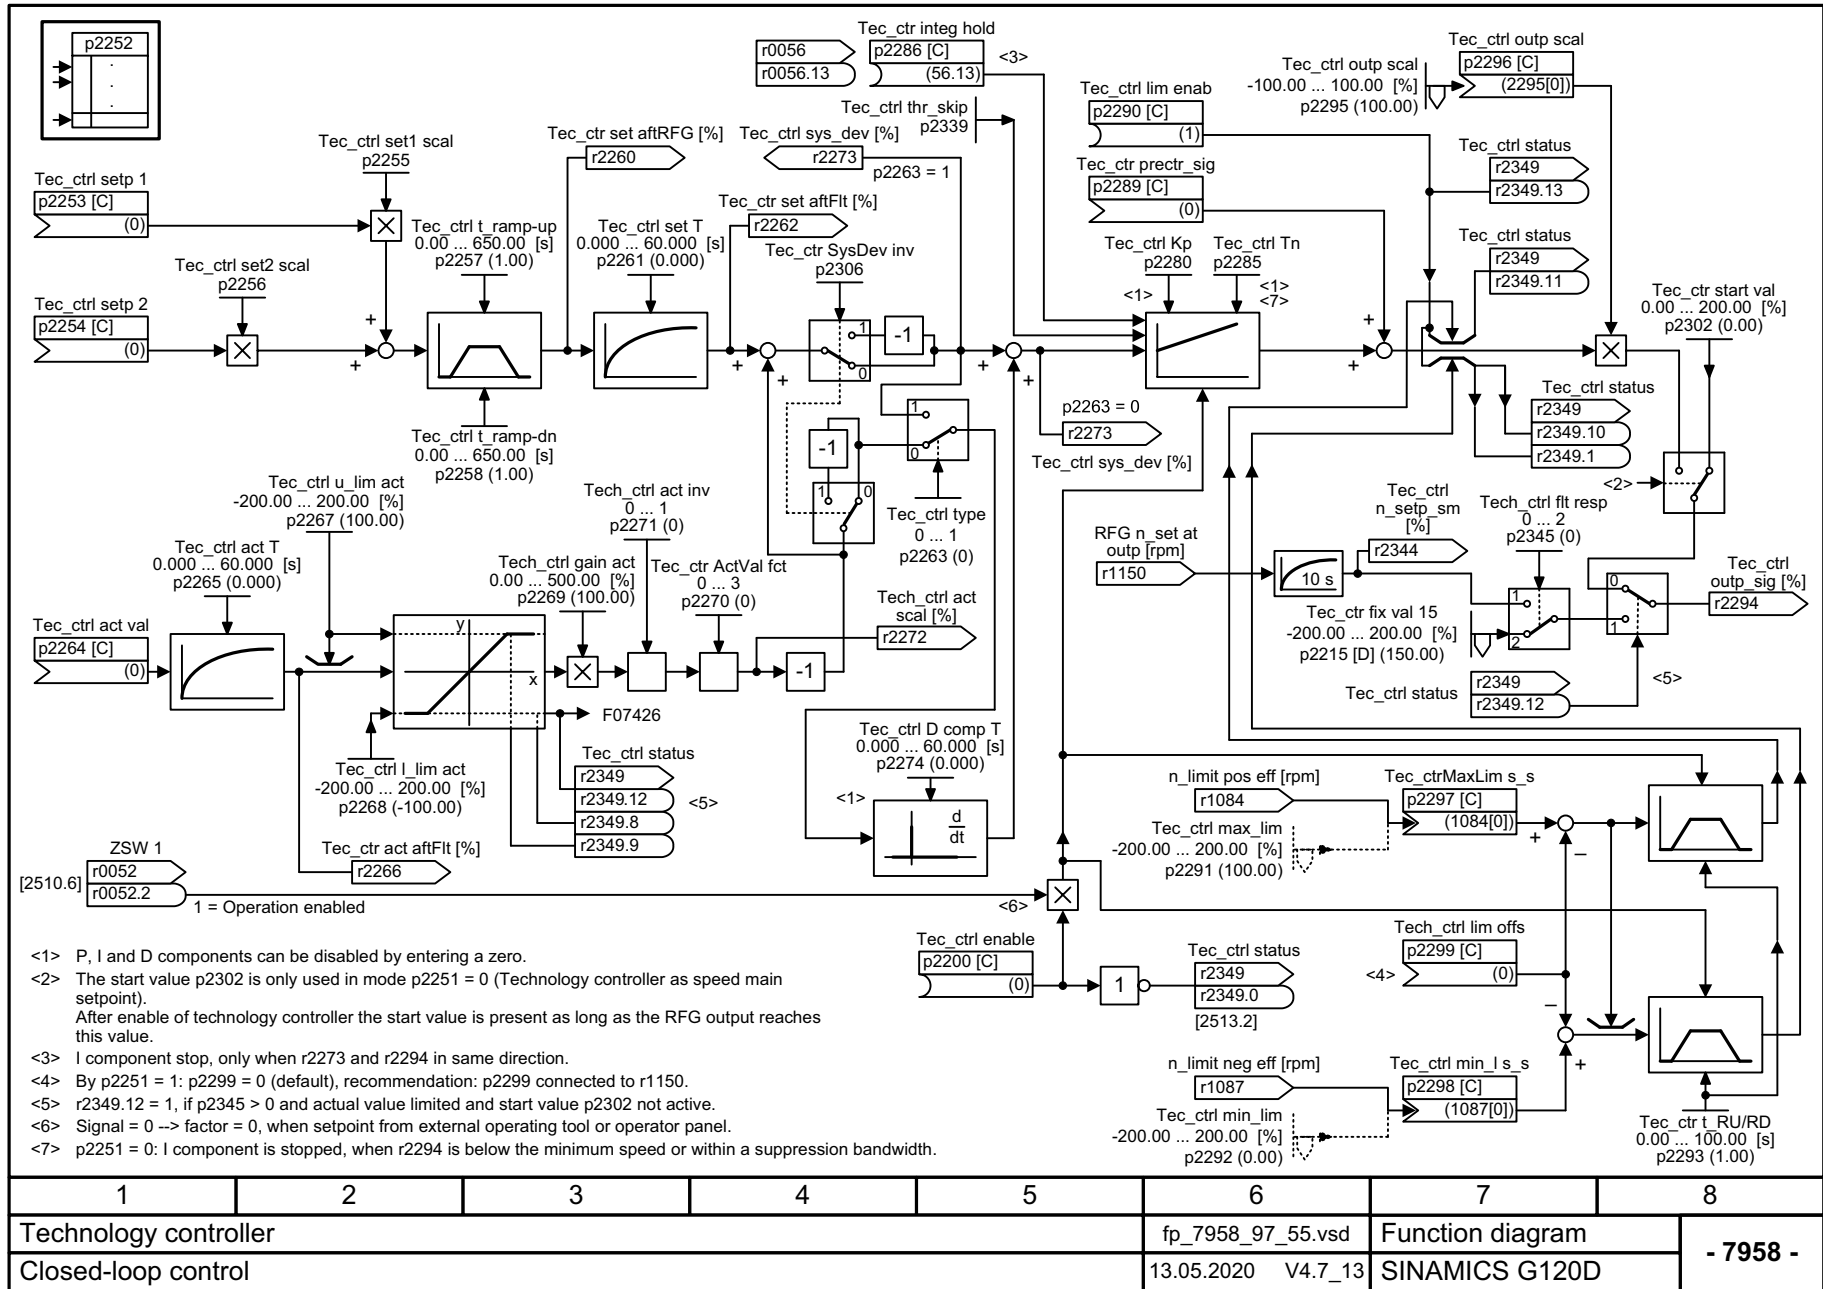 p2252
Tec_ctrl setp 1
p2253 [C]
(0)
Tec_ctrl set1 scal
p2255
Tec_ctrl set2 scal
p2256
Tec_ctrl setp 2
p2254 [C]
(0)
+
+
Tec_ctrl t_ramp-up
0.00 ... 650.00 [s]
p2257 (1.00)
Tec_ctrl t_ramp-dn
0.00 ... 650.00 [s]
p2258 (1.00)
Tec_ctr set aftRFG [%]
r2260
Tec_ctrl set T
0.000 ... 60.000 [s]
p2261 (0.000)
Tec_ctrl sys_dev [%]
r2273
p2263 = 1
Tec_ctr set aftFlt [%]
r2262
Tec_ctr SysDev inv
p2306
+
+
1
0
-1
r0056
r0056.13
Tec_ctr integ hold
p2286 [C]
(56.13)
<3>
Tec_ctrl thr_skip
p2339
+
+
Tec_ctrl lim enab
p2290 [C]
(1)
Tec_ctr prectr_sig
p2289 [C]
(0)
Tec_ctrl Kp
p2280
<1>
Tec_ctrl Tn
p2285
<1>
<7>
+
+
Tec_ctrl outp scal
-100.00 ... 100.00 [%]
p2295 (100.00)
Tec_ctrl outp scal
p2296 [C]
(2295[0])
Tec_ctrl status
r2349
r2349.13
Tec_ctrl status
r2349
r2349.11
Tec_ctr start val
0.00 ... 200.00 [%]
p2302 (0.00)
Tec_ctrl status
r2349
r2349.10
r2349.1
<2>
p2263 = 0
r2273
Tec_ctrl sys_dev [%]
1
0
-1
1
0
Tec_ctrl type
0 ... 1
p2263 (0)
Tec_ctrl u_lim act
-200.00 ... 200.00 [%]
p2267 (100.00)
Tec_ctrl act T
0.000 ... 60.000 [s]
p2265 (0.000)
Tec_ctrl act val
p2264 [C]
(0)
y
x
Tech_ctrl act inv
0 ... 1
p2271 (0)
Tech_ctrl gain act
0.00 ... 500.00 [%]
p2269 (100.00)
Tec_ctr ActVal fct
0 ... 3
p2270 (0)
Tech_ctrl act
scal [%]
r2272
-1
F07426
Tec_ctrl l_lim act
-200.00 ... 200.00 [%]
p2268 (-100.00)
Tec_ctrl status
r2349
r2349.12
r2349.8
r2349.9
<5>
Tec_ctr act aftFlt [%]
r2266
Tec_ctrl D comp T
0.000 ... 60.000 [s]
p2274 (0.000)
<1>
d
dt
RFG n_set at
outp [rpm]
r1150
10 s
Tec_ctrl
n_setp_sm
[%]
r2344
Tech_ctrl flt resp
0 ... 2
p2345 (0)
Tec_ctr fix val 15
-200.00 ... 200.00 [%]
p2215 [D] (150.00)
1
2
0
1
Tec_ctrl
outp_sig [%]
r2294
Tec_ctrl status
r2349
r2349.12
<5>
n_limit pos eff [rpm]
r1084
Tec_ctrl max_lim
-200.00 ... 200.00 [%]
p2291 (100.00)
Tec_ctrMaxLim s_s
p2297 [C]
(1084[0])
+
–
Tech_ctrl lim offs
p2299 [C]
(0)
<4>
–
+
n_limit neg eff [rpm]
r1087
Tec_ctrl min_lim
-200.00 ... 200.00 [%]
p2292 (0.00)
Tec_ctrl min_l s_s
p2298 [C]
(1087[0])
Tec_ctr t_RU/RD
0.00 ... 100.00 [s]
p2293 (1.00)
ZSW 1
[2510.6]
r0052
r0052.2
1 = Operation enabled
<6>
Tec_ctrl enable
p2200 [C]
(0)
1
Tec_ctrl status
r2349
r2349.0
[2513.2]
<1> P, I and D components can be disabled by entering a zero.
<2> The start value p2302 is only used in mode p2251 = 0 (Technology controller as speed main
setpoint).
After enable of technology controller the start value is present as long as the RFG output reaches
this value.
<3> I component stop, only when r2273 and r2294 in same direction.
<4> By p2251 = 1: p2299 = 0 (default), recommendation: p2299 connected to r1150.
<5> r2349.12 = 1, if p2345 > 0 and actual value limited and start value p2302 not active.
<6> Signal = 0 --> factor = 0, when setpoint from external operating tool or operator panel.
<7> p2251 = 0: I component is stopped, when r2294 is below the minimum speed or within a suppression bandwidth.
1 2 3 4 5 6 7 8
Technology controller
fp_7958_97_55.vsd
Function diagram
- 7958 -
Closed-loop control
13.05.2020 V4.7_13
SINAMICS G120D